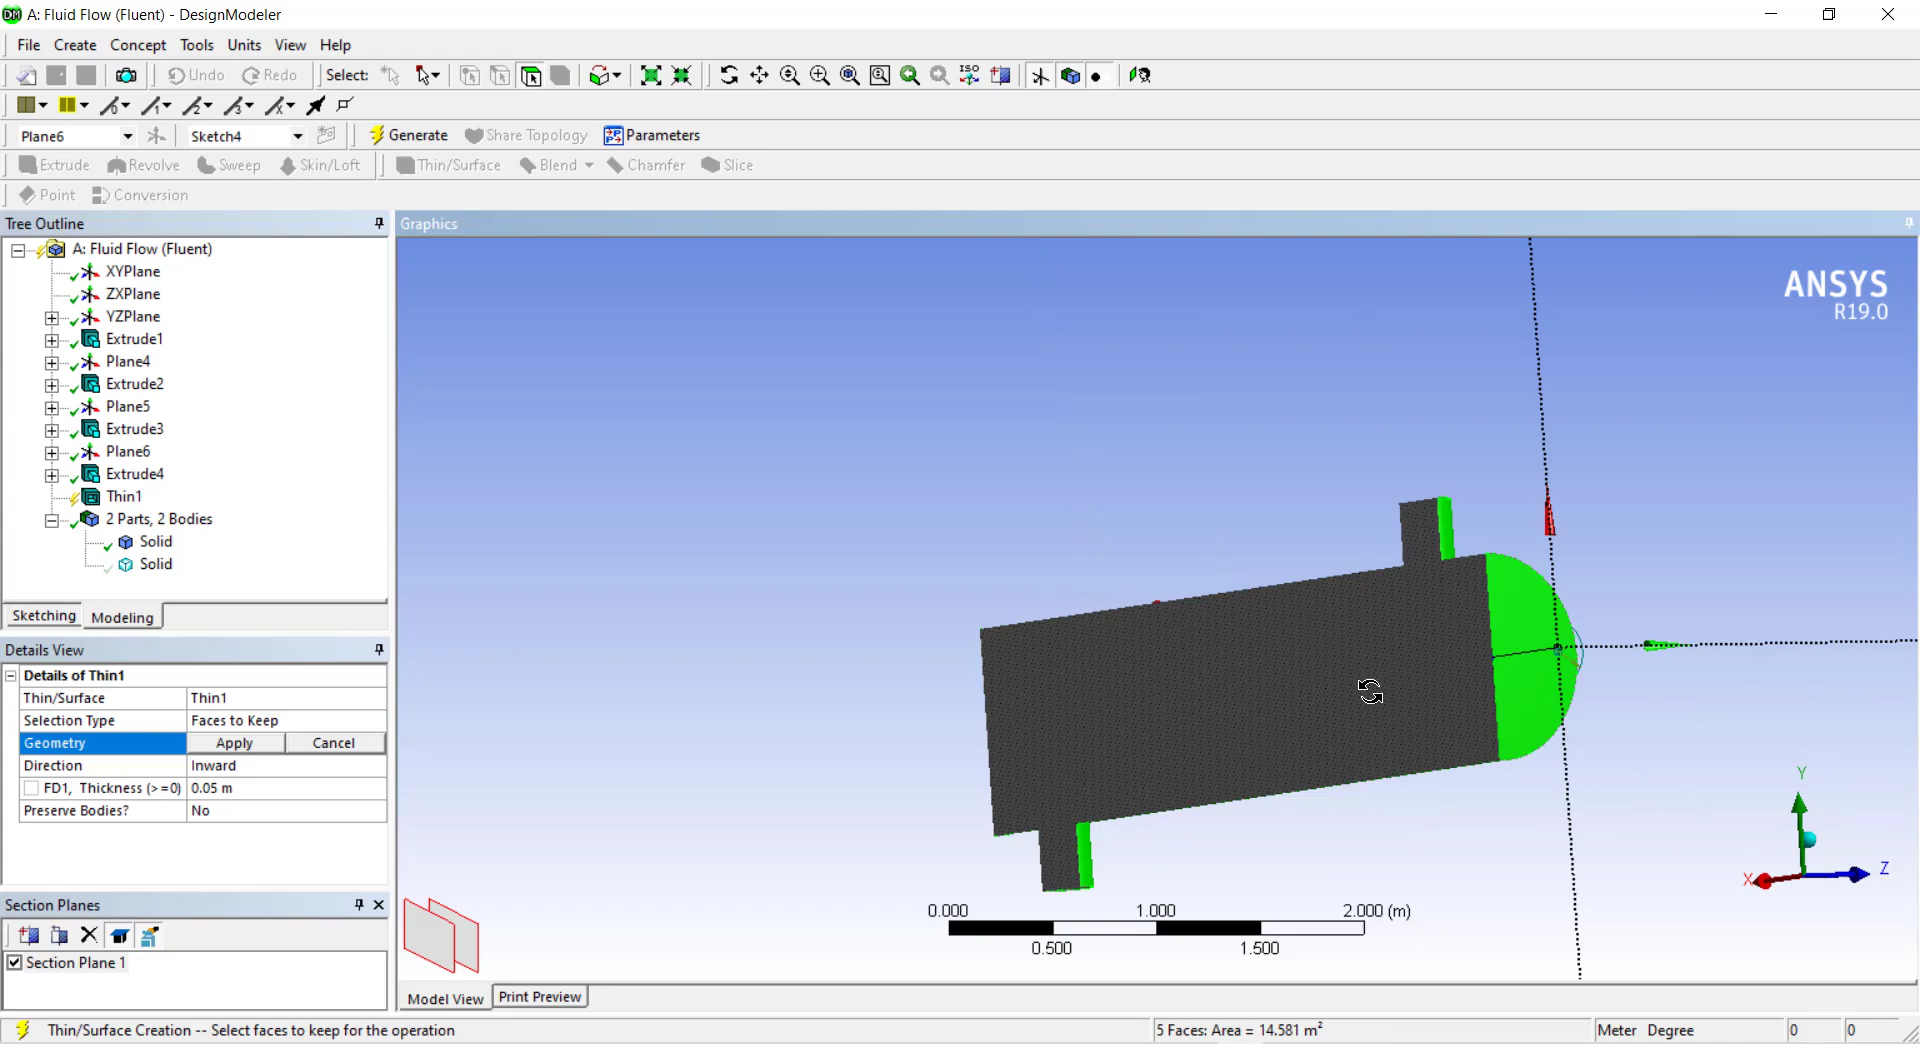 A: Fluid Flow (Fluent) - DesignModeler
File Create Concept Tools Units View Help
Undo Redo Select: ISO
Plane6 Sketch4 Generate Share Topology Parameters
Extrude Revolve Sweep Skin/Loft Thin/Surface Blend Chamfer Slice
Point Conversion
Tree Outline
A: Fluid Flow (Fluent)
XYPlane
ZXPlane
YZPlane
Extrude1
Plane4
Extrude2
Plane5
Extrude3
Plane6
Extrude4
Thin1
2 Parts, 2 Bodies
Solid
Solid
Sketching Modeling
Details View
Details of Thin1
Thin/Surface Thin1
Selection Type Faces to Keep
Geometry Apply Cancel
Direction Inward
FD1, Thickness (>=0) 0.05 m
Preserve Bodies? No
Section Planes
Section Plane 1
Graphics
ANSYS
R19.0
0.000 1.000 2.000 (m)
0.500 1.500
Y
X Z
Model View Print Preview
Thin/Surface Creation -- Select faces to keep for the operation 5 Faces: Area = 14.581 m² Meter Degree 0 0